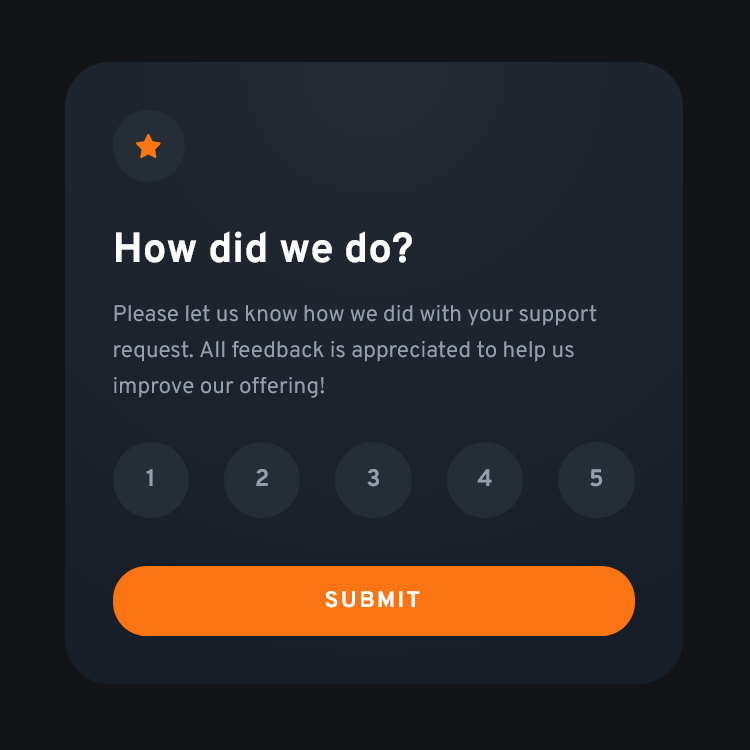 How did we do?
Please let us know how we did with your support
request. All feedback is appreciated to help us
improve our offering!
1 2 3 4 5
SUBMIT